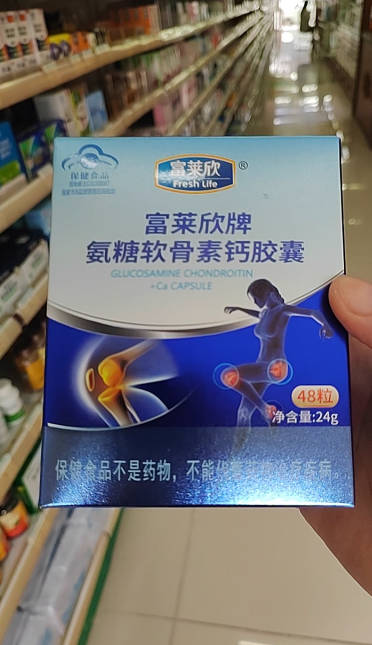 保健食品
富莱欣®
Fresh Life
富莱欣牌
氨糖软骨素钙胶囊
GLUCOSAMINE CHONDROITIN
+Ca CAPSULE
48粒
净含量:24g
保健食品不是药物，不能代替药物治疗疾病。